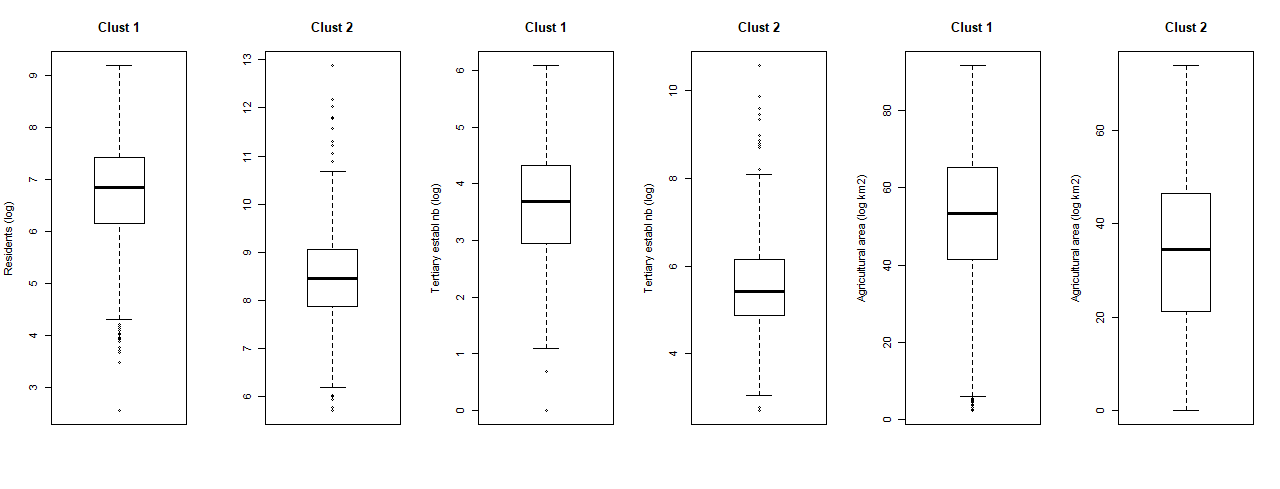 Clust 1
Residents (log)
3 4 5 6 7 8 9
Clust 2
6 7 8 9 10 11 12 13
Clust 1
Tertiary establ nb (log)
0 1 2 3 4 5 6
Clust 2
Tertiary establ nb (log)
4 6 8 10
Clust 1
Agricultural area (log km2)
0 20 40 60 80
Clust 2
Agricultural area (log km2)
0 20 40 60